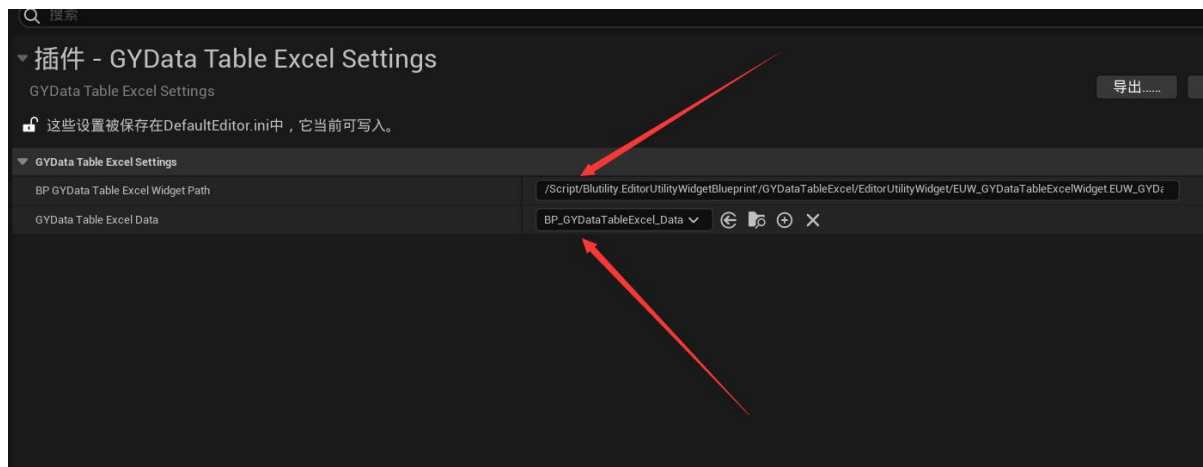 搜索
插件 - GYData Table Excel Settings
GYData Table Excel Settings
导出......
这些设置被保存在DefaultEditor.ini中，它当前可写入。
GYData Table Excel Settings
BP GYData Table Excel Widget Path
/Script/Blutility.EditorUtilityWidgetBlueprint'/GYDataTableExcel/EditorUtilityWidget/EUW_GYDataTableExcelWidget.EUW_GYDa
GYData Table Excel Data
BP_GYDataTableExcel_Data